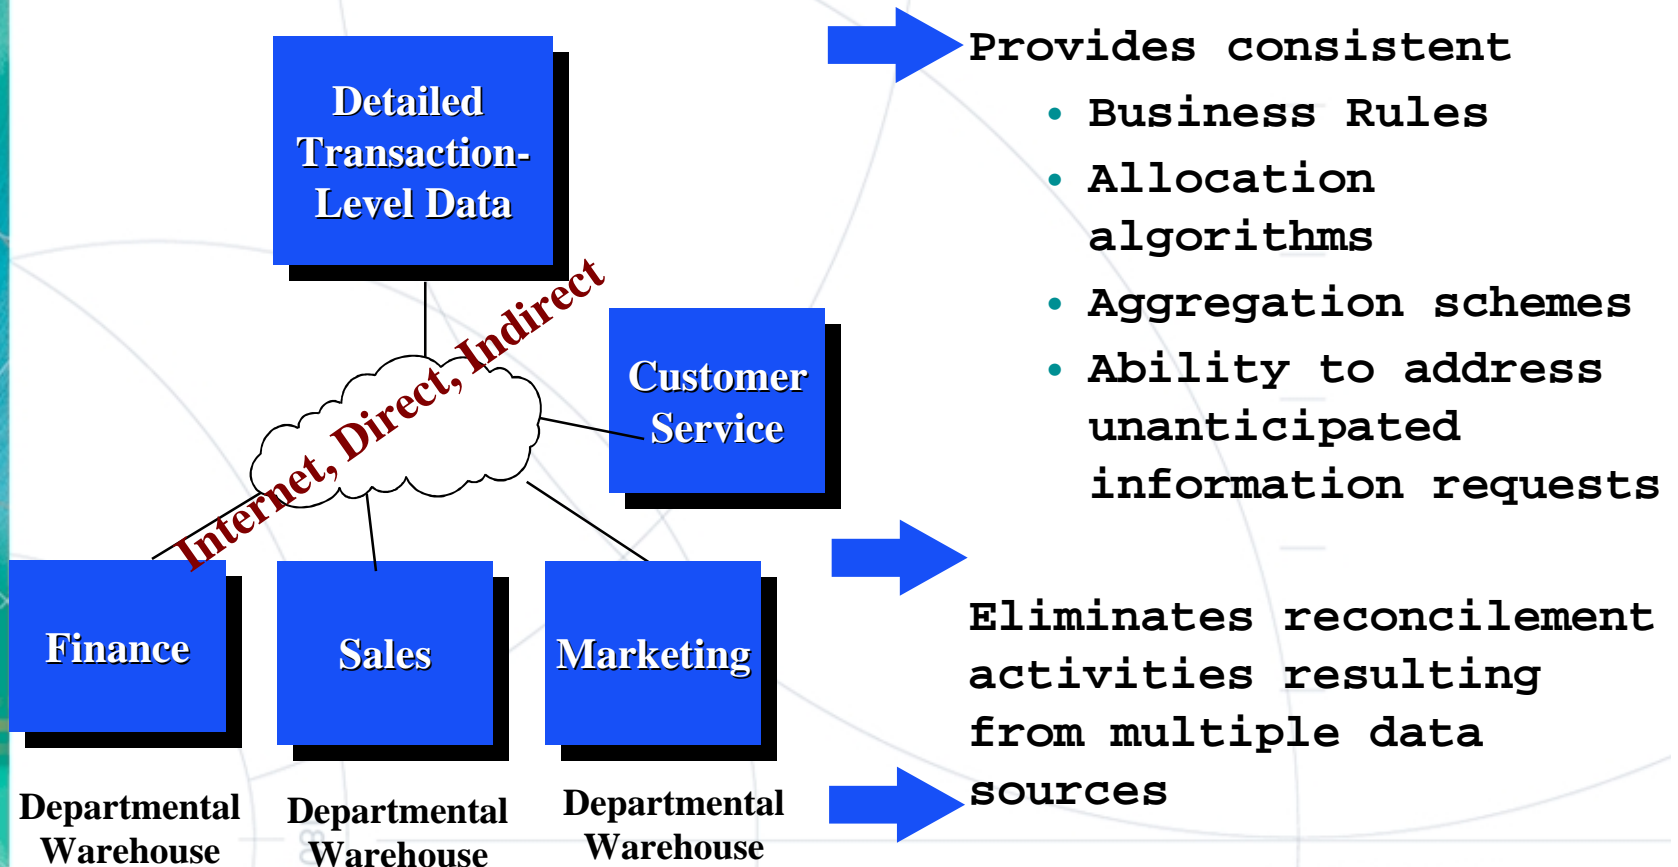 Detailed
Transaction-
Level Data
Internet, Direct, Indirect
Customer
Service
Finance
Sales
Marketing
Departmental
Warehouse
Departmental
Warehouse
Departmental
Warehouse
Provides consistent
• Business Rules
• Allocation
algorithms
• Aggregation schemes
• Ability to address
unanticipated
information requests
Eliminates reconcilement
activities resulting
from multiple data
sources